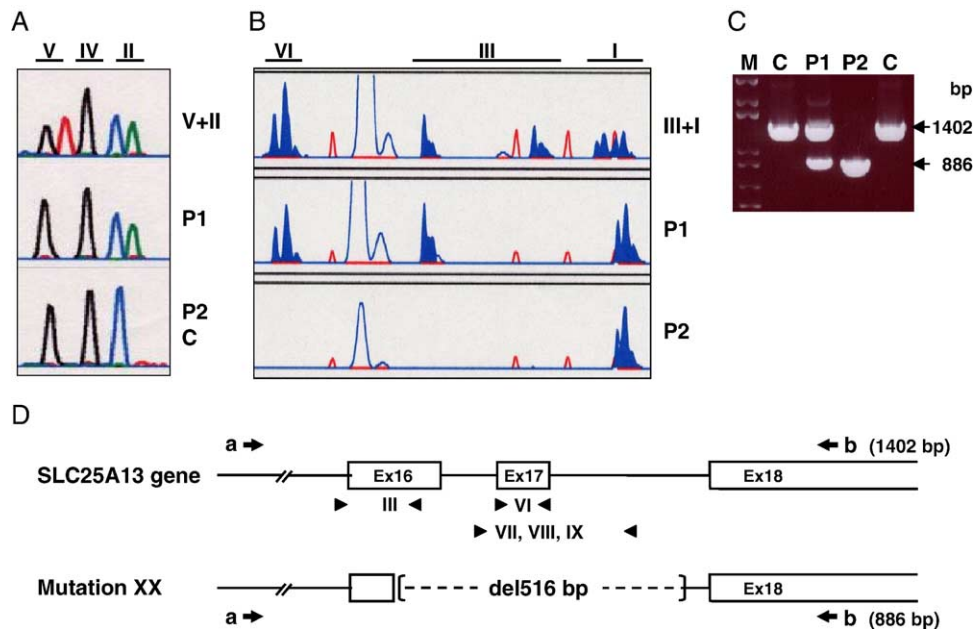 A
V IV II
V+II
P1
P2
C
B
VI III I
III+I
P1
P2
C
M C P1 P2 C
bp
1402
886
D
a b (1402 bp)
SLC25A13 gene Ex16 Ex17 Ex18
III VI
VII, VIII, IX
Mutation XX del516 bp Ex18
a b (886 bp)